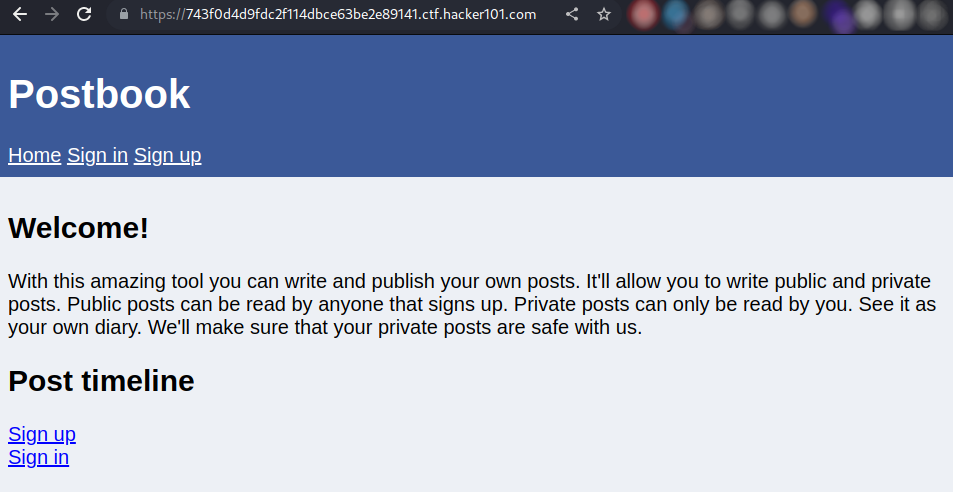 https://743f0d4d9fdc2f114dbce63be2e89141.ctf.hacker101.com
Postbook
Home Sign in Sign up
Welcome!
With this amazing tool you can write and publish your own posts. It'll allow you to write public and private
posts. Public posts can be read by anyone that signs up. Private posts can only be read by you. See it as
your own diary. We'll make sure that your private posts are safe with us.
Post timeline
Sign up
Sign in